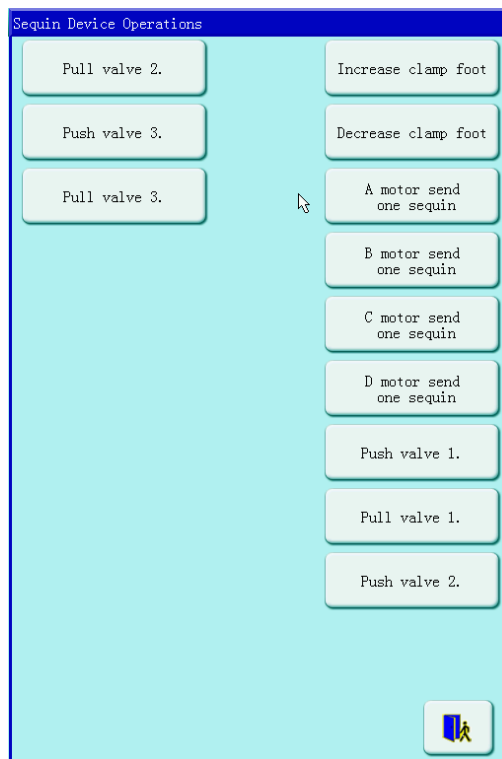 Sequin Device Operations
Pull valve 2.
Push valve 3.
Pull valve 3.
Increase clamp foot
Decrease clamp foot
A motor send
one sequin
B motor send
one sequin
C motor send
one sequin
D motor send
one sequin
Push valve 1.
Pull valve 1.
Push valve 2.